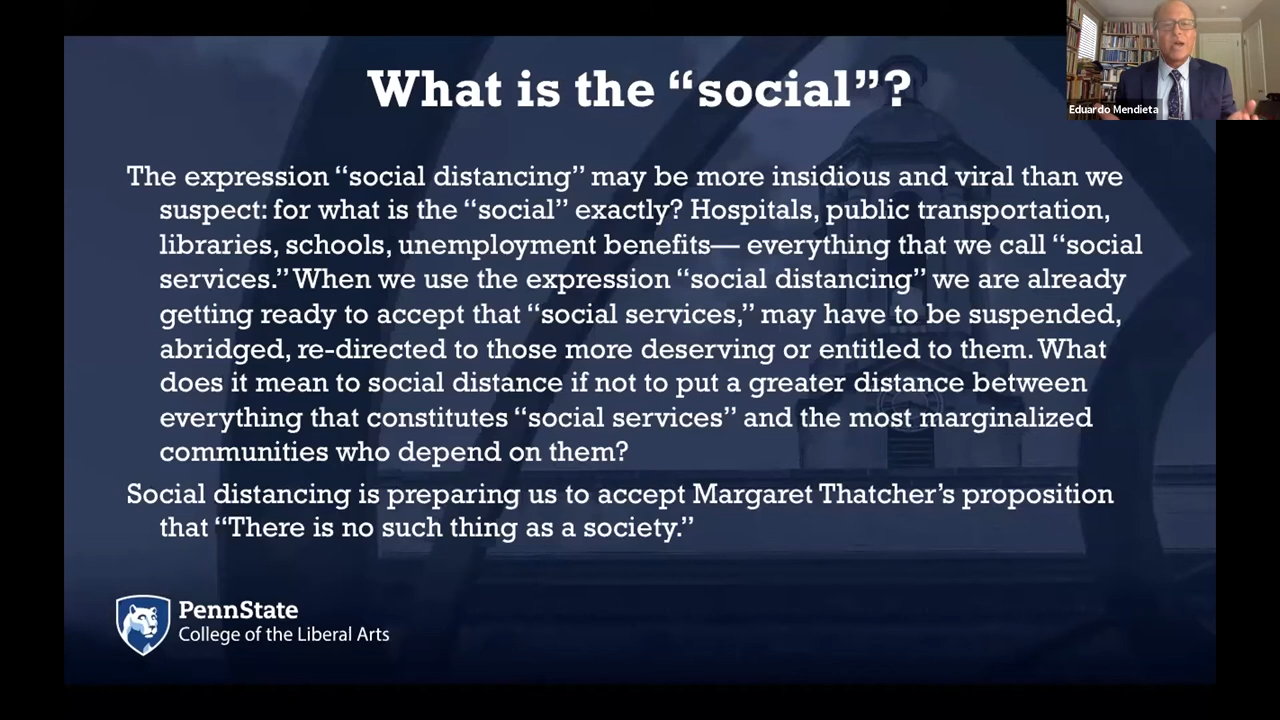 What is the “social”?
Eduardo Mendieta
The expression “social distancing” may be more insidious and viral than we
suspect: for what is the “social” exactly? Hospitals, public transportation,
libraries, schools, unemployment benefits— everything that we call “social
services.” When we use the expression “social distancing” we are already
getting ready to accept that “social services,” may have to be suspended,
abridged, re-directed to those more deserving or entitled to them. What
does it mean to social distance if not to put a greater distance between
everything that constitutes “social services” and the most marginalized
communities who depend on them?
Social distancing is preparing us to accept Margaret Thatcher’s proposition
that “There is no such thing as a society.”
PennState
College of the Liberal Arts